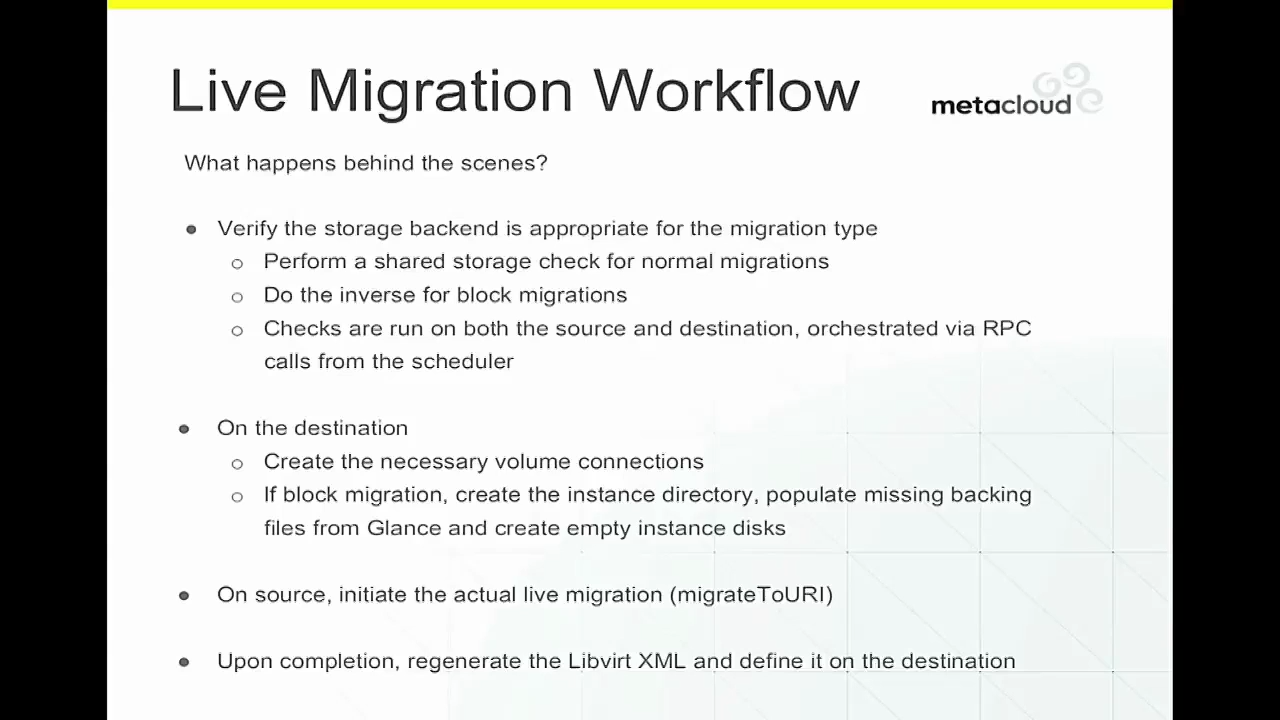 Live Migration Workflow
metacloud
What happens behind the scenes?
● Verify the storage backend is appropriate for the migration type
○ Perform a shared storage check for normal migrations
○ Do the inverse for block migrations
○ Checks are run on both the source and destination, orchestrated via RPC
calls from the scheduler
● On the destination
○ Create the necessary volume connections
○ If block migration, create the instance directory, populate missing backing
files from Glance and create empty instance disks
● On source, initiate the actual live migration (migrateToURI)
● Upon completion, regenerate the Libvirt XML and define it on the destination